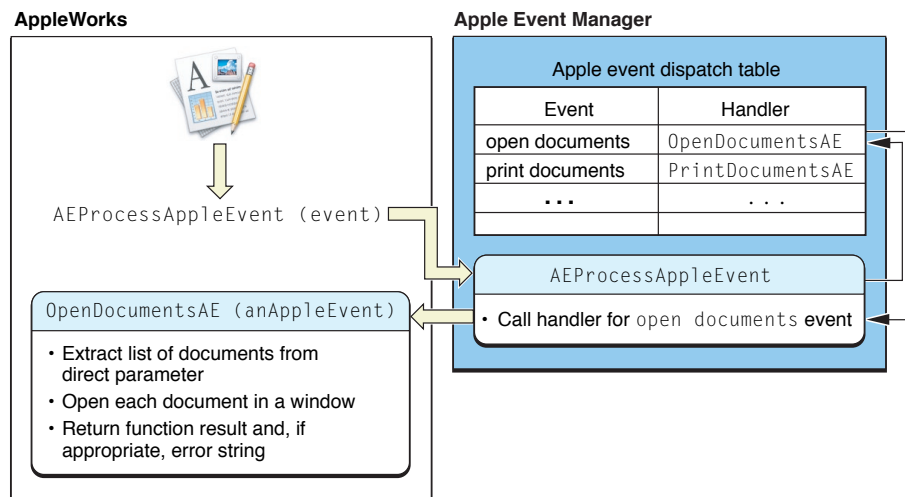 AppleWorks
AEProcessAppleEvent (event)
OpenDocumentsAE (anAppleEvent)
• Extract list of documents from
direct parameter
• Open each document in a window
• Return function result and, if
appropriate, error string
Apple Event Manager
Apple event dispatch table
Event Handler
open documents OpenDocumentsAE
print documents PrintDocumentsAE
... ...
AEProcessAppleEvent
• Call handler for open documents event